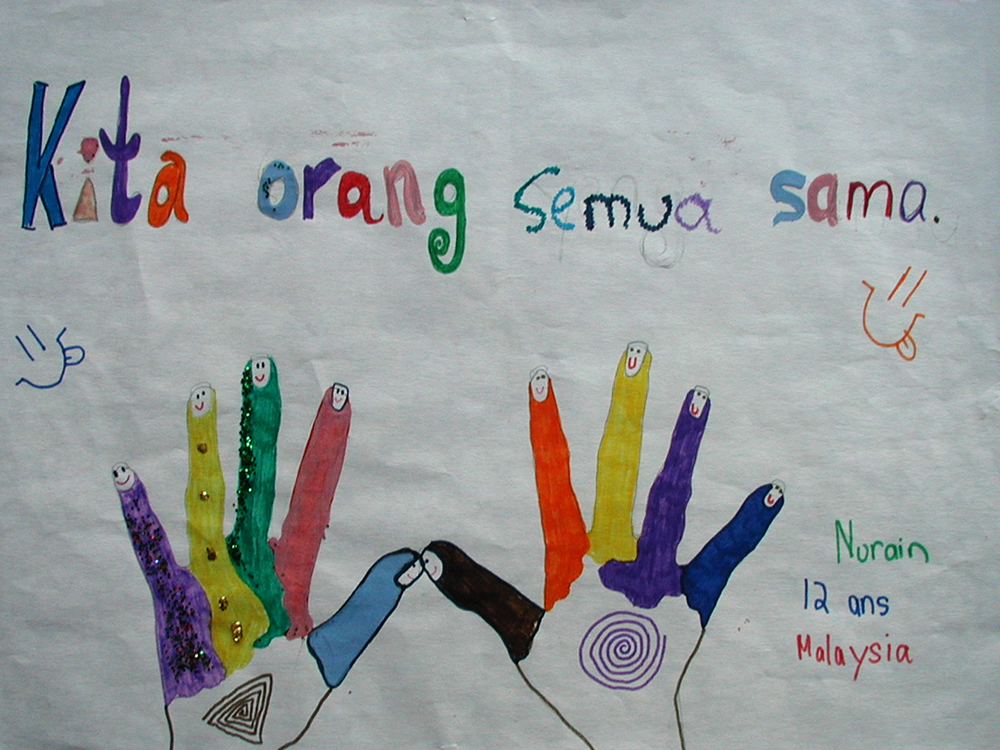 Kita orang semua sama.
Nurain
12 ans
Malaysia